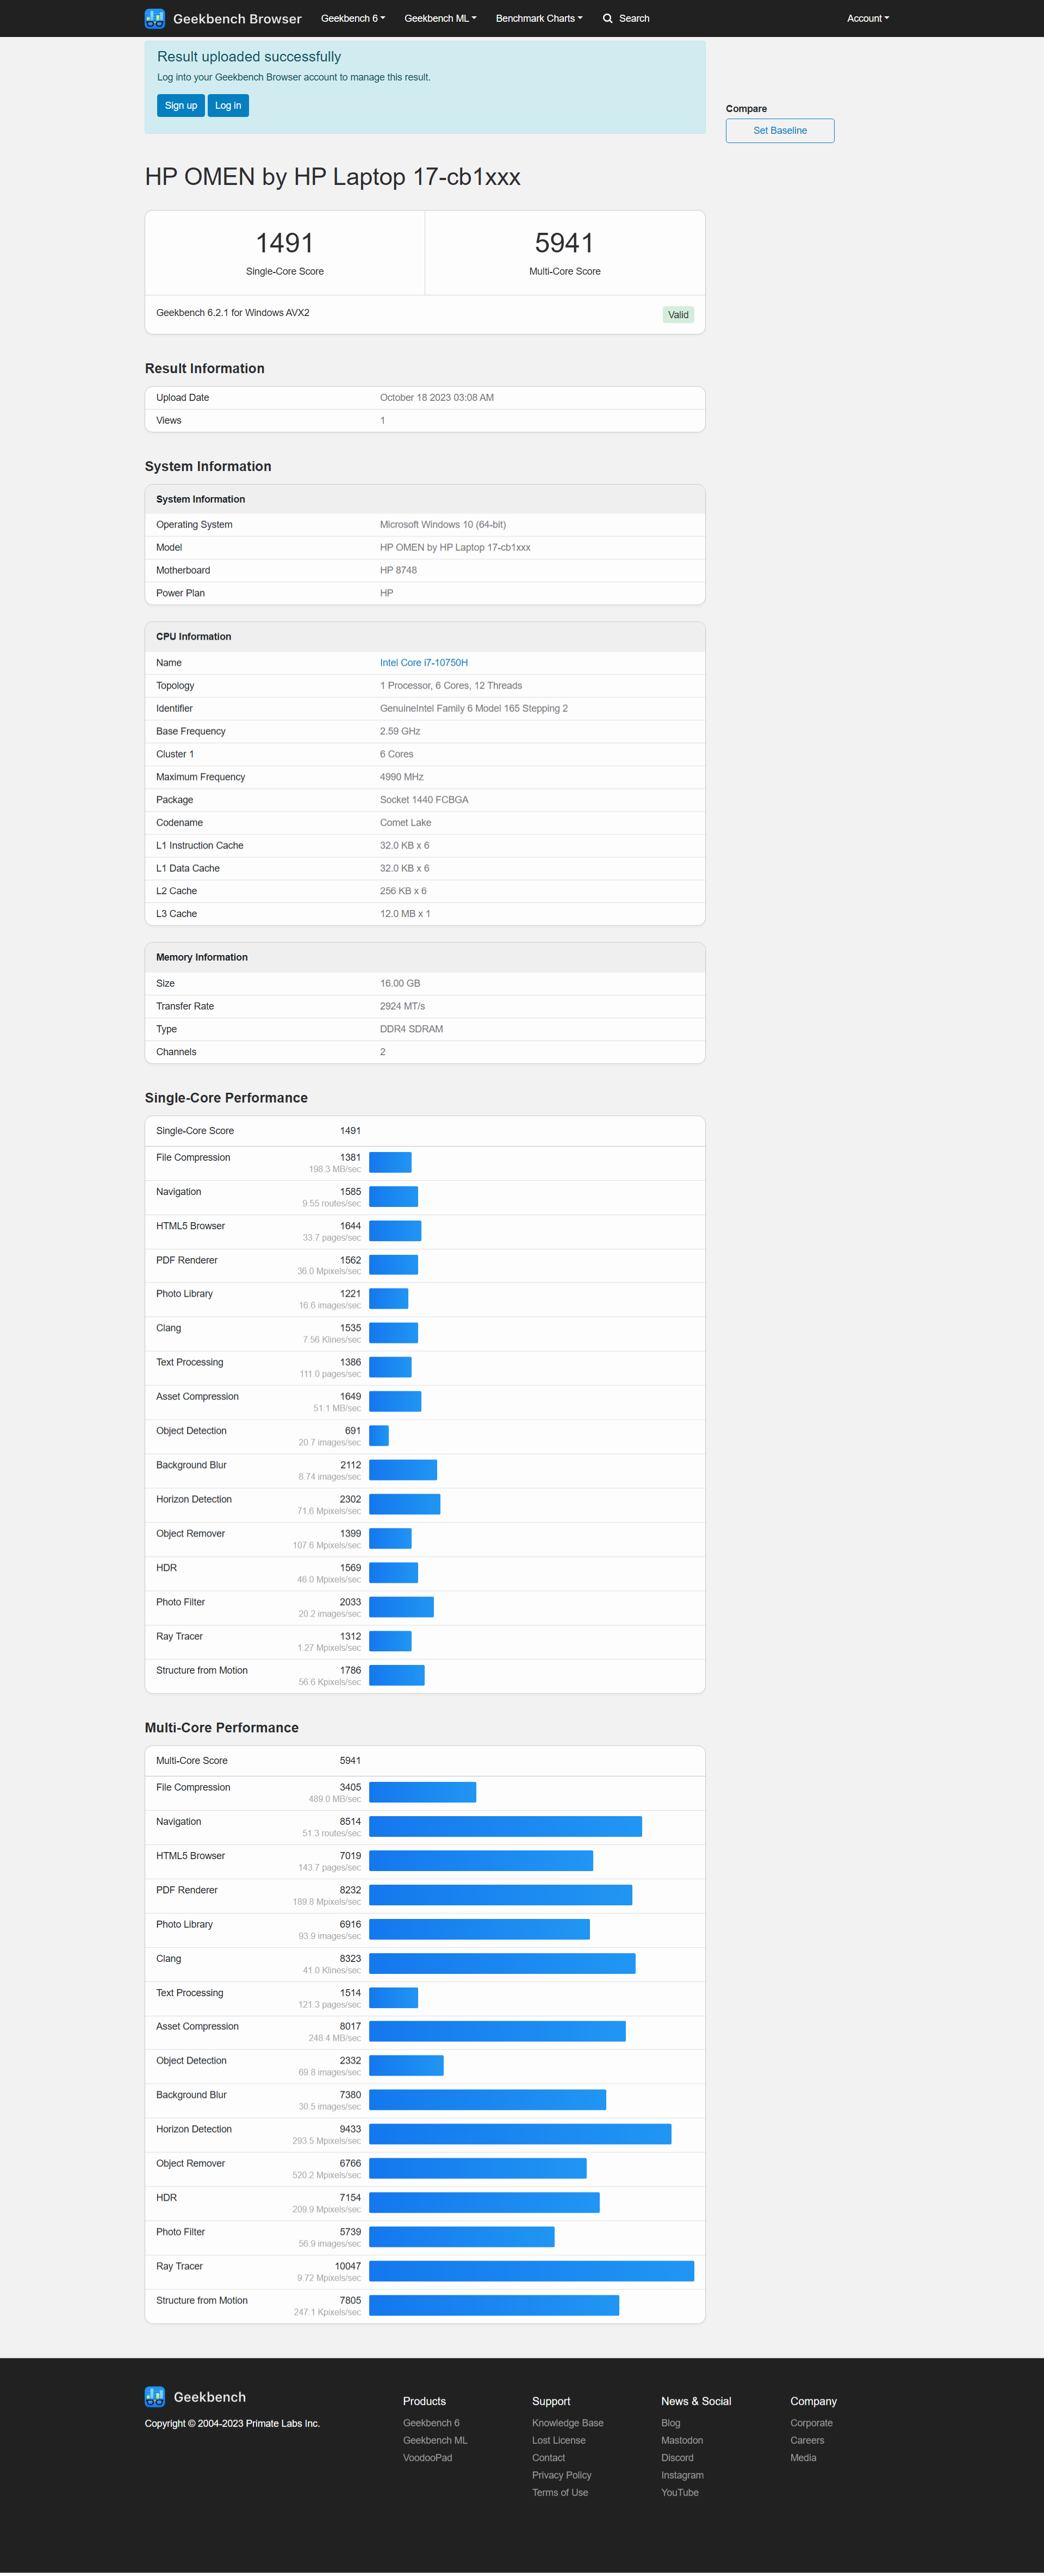 Geekbench Browser Geekbench 6 Geekbench ML Benchmark Charts Search Account
Result uploaded successfully
Log into your Geekbench Browser account to manage this result.
Sign up Log in
Compare
Set Baseline
HP OMEN by HP Laptop 17-cb1xxx
1491 5941
Single-Core Score Multi-Core Score
Geekbench 6.2.1 for Windows AVX2 Valid
Result Information
Upload Date October 18 2023 03:08 AM
Views 1
System Information
System Information
Operating System Microsoft Windows 10 (64-bit)
Model HP OMEN by HP Laptop 17-cb1xxx
Motherboard HP 8748
Power Plan HP
CPU Information
Name Intel Core i7-10750H
Topology 1 Processor, 6 Cores, 12 Threads
Identifier GenuineIntel Family 6 Model 165 Stepping 2
Base Frequency 2.59 GHz
Cluster 1 6 Cores
Maximum Frequency 4990 MHz
Package Socket 1440 FCBGA
Codename Comet Lake
L1 Instruction Cache 32.0 KB x 6
L1 Data Cache 32.0 KB x 6
L2 Cache 256 KB x 6
L3 Cache 12.0 MB x 1
Memory Information
Size 16.00 GB
Transfer Rate 2924 MT/s
Type DDR4 SDRAM
Channels 2
Single-Core Performance
Single-Core Score 1491
File Compression 1381
198.3 MB/sec
Navigation 1585
9.55 routes/sec
HTML5 Browser 1644
33.7 pages/sec
PDF Renderer 1562
36.0 Mpixels/sec
Photo Library 1221
16.6 images/sec
Clang 1535
7.56 Klines/sec
Text Processing 1386
111.0 pages/sec
Asset Compression 1649
51.1 MB/sec
Object Detection 691
20.7 images/sec
Background Blur 2112
8.74 images/sec
Horizon Detection 2302
71.6 Mpixels/sec
Object Remover 1399
107.6 Mpixels/sec
HDR 1569
46.0 Mpixels/sec
Photo Filter 2033
20.2 images/sec
Ray Tracer 1312
1.27 Mpixels/sec
Structure from Motion 1786
56.6 Kpixels/sec
Multi-Core Performance
Multi-Core Score 5941
File Compression 3405
489.0 MB/sec
Navigation 8514
51.3 routes/sec
HTML5 Browser 7019
143.7 pages/sec
PDF Renderer 8232
189.8 Mpixels/sec
Photo Library 6916
93.9 images/sec
Clang 8323
41.0 Klines/sec
Text Processing 1514
121.3 pages/sec
Asset Compression 8017
248.4 MB/sec
Object Detection 2332
69.8 images/sec
Background Blur 7380
30.5 images/sec
Horizon Detection 9433
293.5 Mpixels/sec
Object Remover 6766
520.2 Mpixels/sec
HDR 7154
209.9 Mpixels/sec
Photo Filter 5739
56.9 images/sec
Ray Tracer 10047
9.72 Mpixels/sec
Structure from Motion 7805
247.1 Kpixels/sec
Geekbench
Copyright © 2004-2023 Primate Labs Inc.
Products
Geekbench 6
Geekbench ML
VoodooPad
Support
Knowledge Base
Lost License
Contact
Privacy Policy
Terms of Use
News & Social
Blog
Mastodon
Discord
Instagram
YouTube
Company
Corporate
Careers
Media